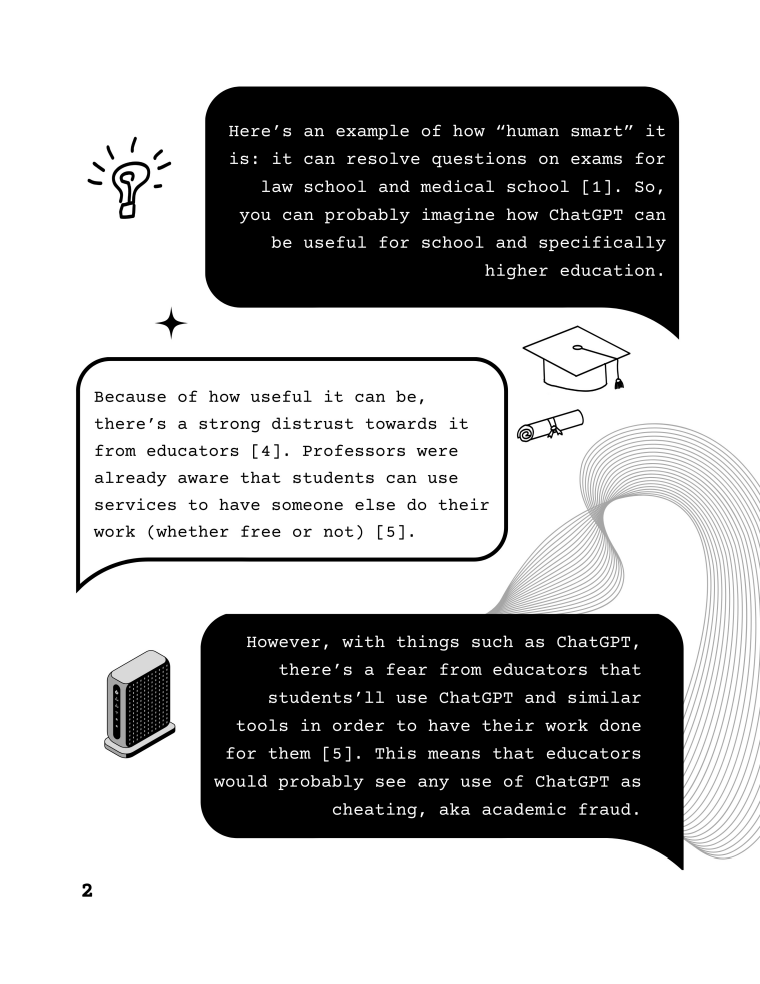 Here’s an example of how “human smart” it
is: it can resolve questions on exams for
law school and medical school [1]. So,
you can probably imagine how ChatGPT can
be useful for school and specifically
higher education.
Because of how useful it can be,
there’s a strong distrust towards it
from educators [4]. Professors were
already aware that students can use
services to have someone else do their
work (whether free or not) [5].
However, with things such as ChatGPT,
there’s a fear from educators that
students’ll use ChatGPT and similar
tools in order to have their work done
for them [5]. This means that educators
would probably see any use of ChatGPT as
cheating, aka academic fraud.
2